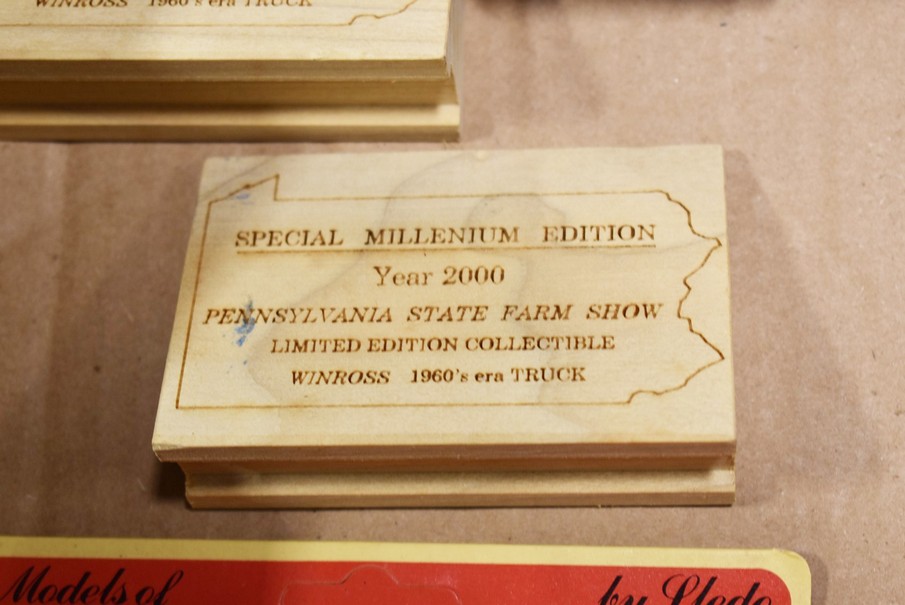 WINROSS 1960's era TRUCK
SPECIAL MILLENIUM EDITION
Year 2000
PENNSYLVANIA STATE FARM SHOW
LIMITED EDITION COLLECTIBLE
WINROSS 1960's era TRUCK
Models of
by Lledo